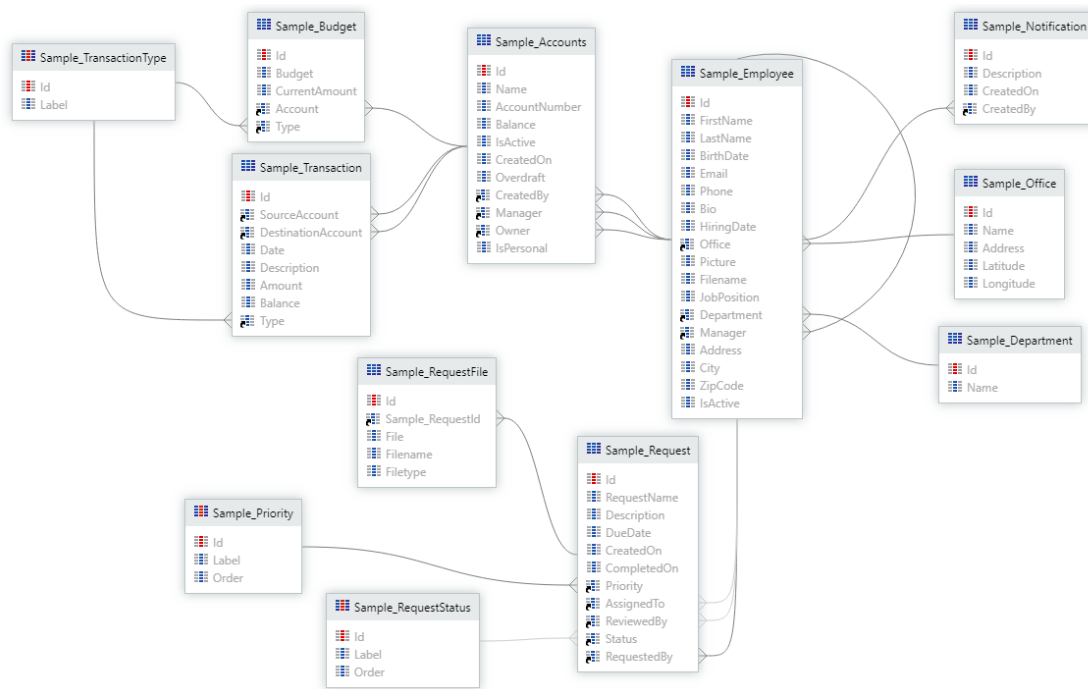 Sample_TransactionType
Id
Label
Sample_Budget
Id
Budget
CurrentAmount
Account
Type
Sample_Transaction
Id
SourceAccount
DestinationAccount
Date
Description
Amount
Balance
Type
Sample_Accounts
Id
Name
AccountNumber
Balance
IsActive
CreatedOn
Overdraft
CreatedBy
Manager
Owner
IsPersonal
Sample_Employee
Id
FirstName
LastName
BirthDate
Email
Phone
Bio
HiringDate
Office
Picture
Filename
JobPosition
Department
Manager
Address
City
ZipCode
IsActive
Sample_Notification
Id
Description
CreatedOn
CreatedBy
Sample_Office
Id
Name
Address
Latitude
Longitude
Sample_Department
Id
Name
Sample_RequestFile
Id
Sample_RequestId
File
Filename
Filetype
Sample_Request
Id
RequestName
Description
DueDate
CreatedOn
CompletedOn
Priority
AssignedTo
ReviewedBy
Status
RequestedBy
Sample_Priority
Id
Label
Order
Sample_RequestStatus
Id
Label
Order